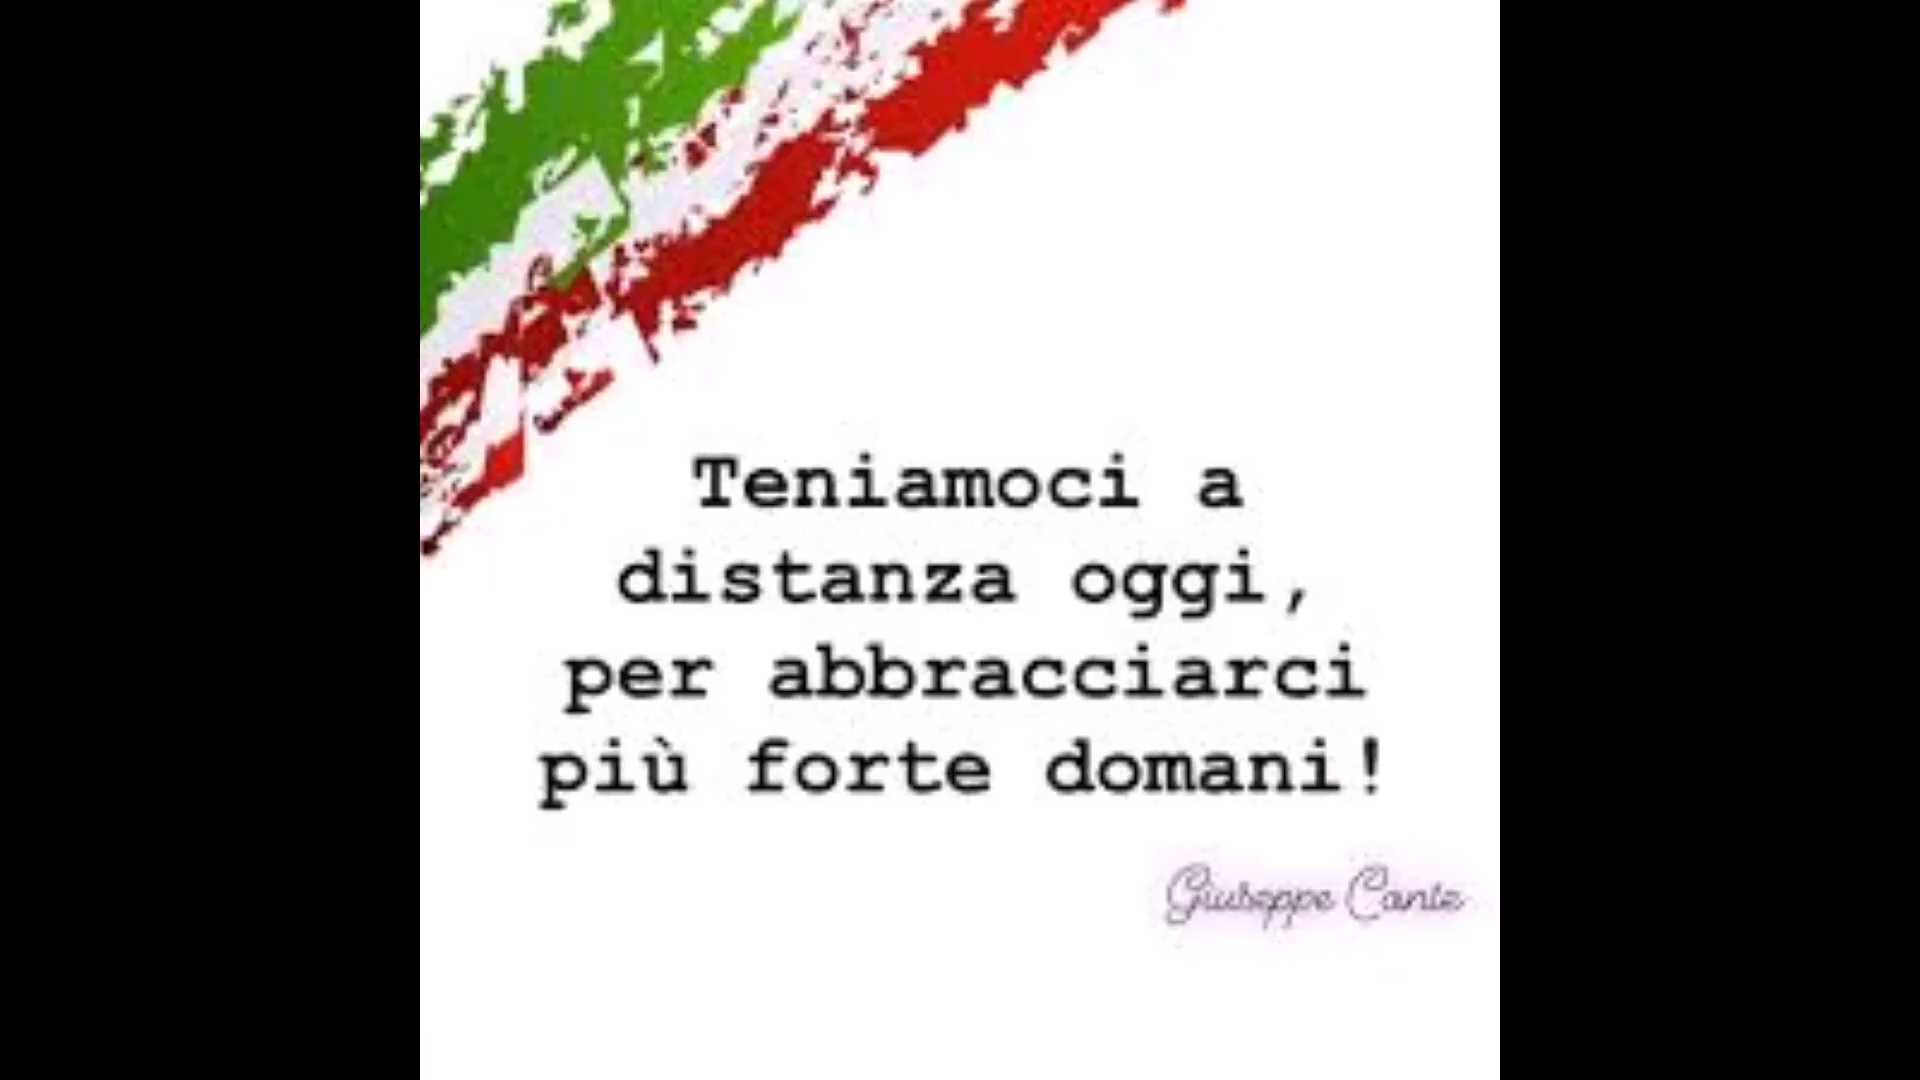 Teniamoci a
distanza oggi,
per abbracciarci
più forte domani!
Giuseppe Conte